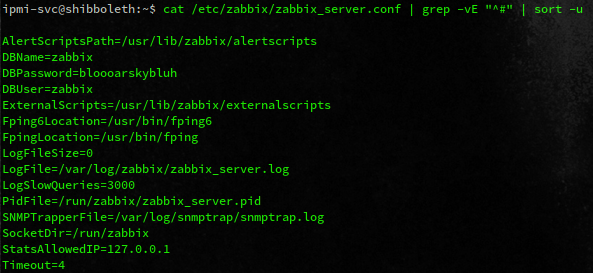 ipmi-svc@shibboleth:~$ cat /etc/zabbix/zabbix_server.conf | grep -vE "^#" | sort -u
AlertScriptsPath=/usr/lib/zabbix/alertscripts
DBName=zabbix
DBPassword=bloooarskybluh
DBUser=zabbix
ExternalScripts=/usr/lib/zabbix/externalscripts
Fping6Location=/usr/bin/fping6
FpingLocation=/usr/bin/fping
LogFileSize=0
LogFile=/var/log/zabbix/zabbix_server.log
LogSlowQueries=3000
PidFile=/run/zabbix/zabbix_server.pid
SNMPTrapperFile=/var/log/snmptrap/snmptrap.log
SocketDir=/run/zabbix
StatsAllowedIP=127.0.0.1
Timeout=4